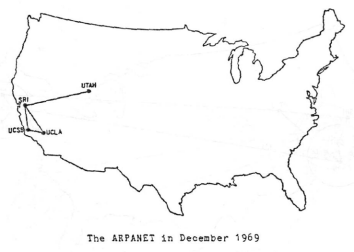 UTAH
SRI
UCSB
UCLA
The ARPANET in December 1969